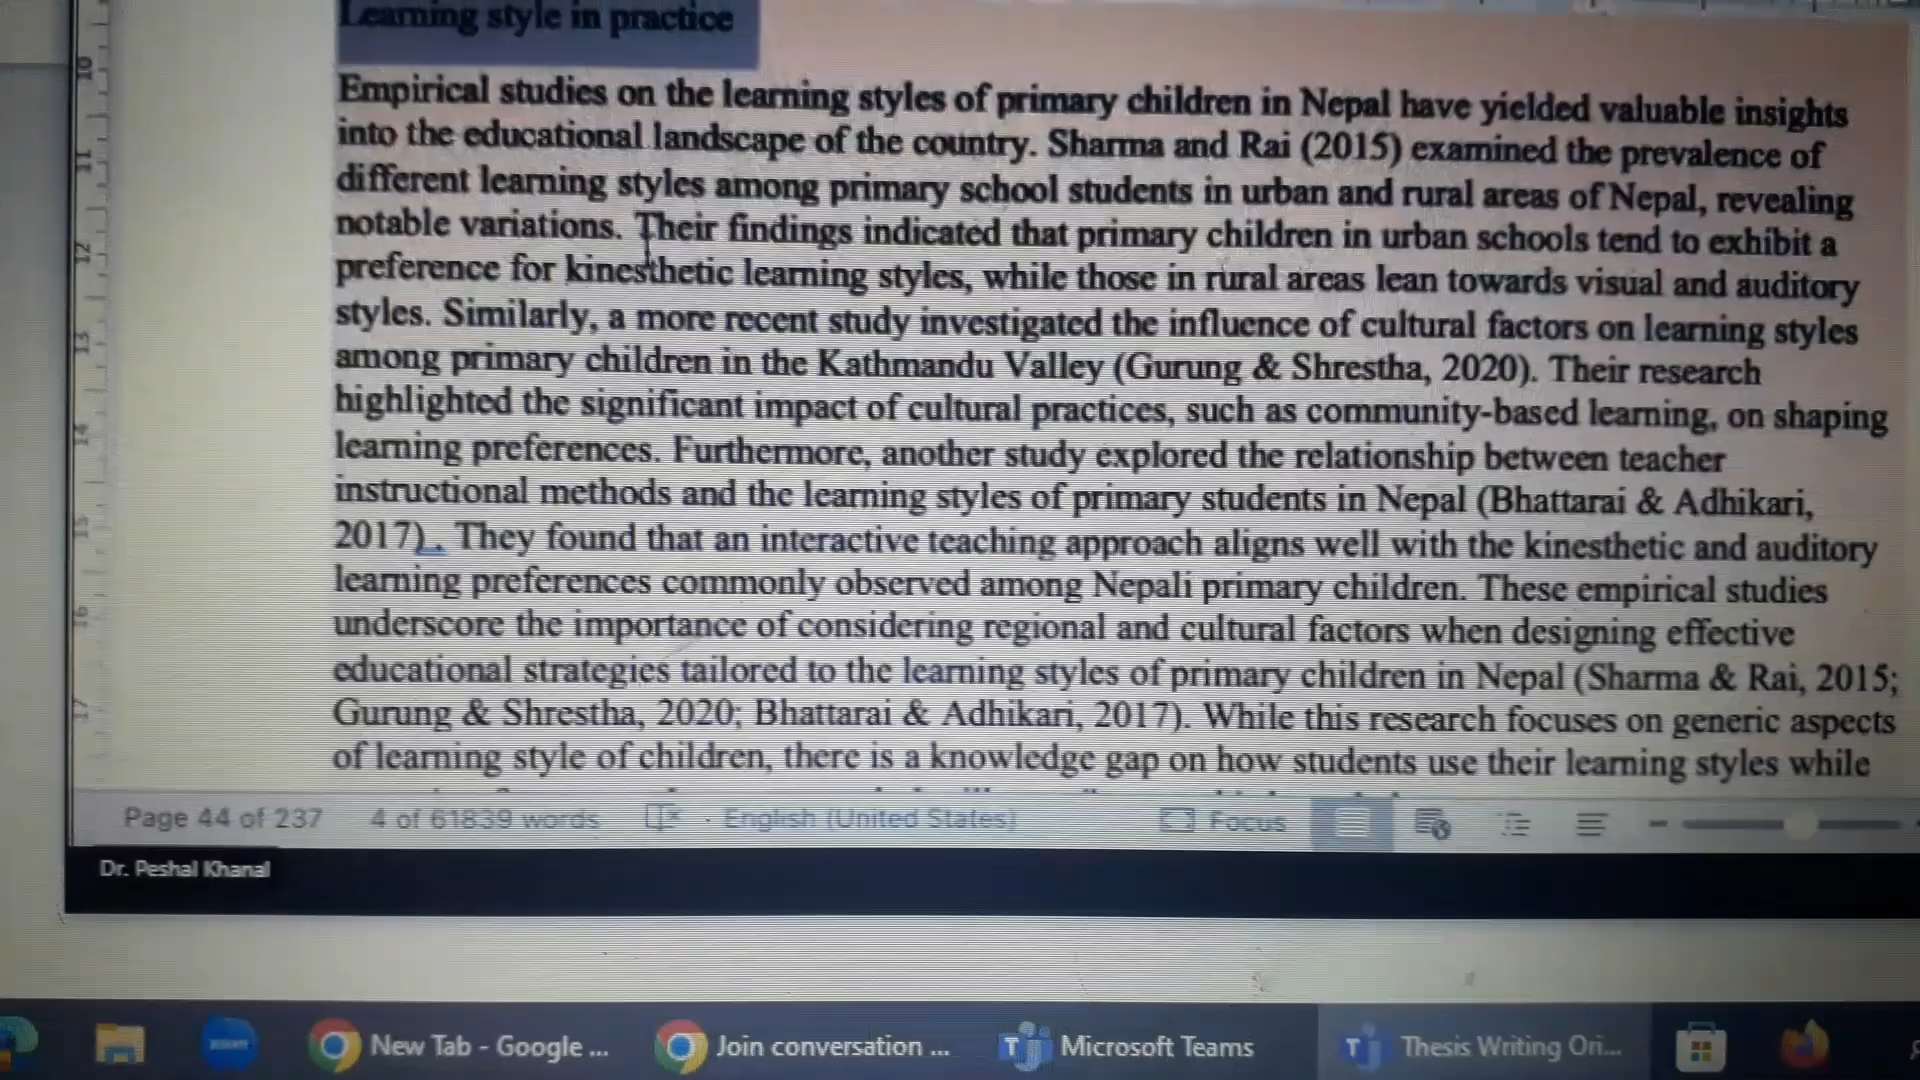 Learning style in practice
10
Empirical studies on the learning styles of primary children in Nepal have yielded valuable insights
into the educational landscape of the country. Sharma and Rai (2015) examined the prevalence of
11
different learning styles among primary school students in urban and rural areas of Nepal, revealing
notable variations. Their findings indicated that primary children in urban schools tend to exhibit a
12
preference for kinesthetic learning styles, while those in rural areas lean towards visual and auditory
styles. Similarly, a more recent study investigated the influence of cultural factors on learning styles
13
among primary children in the Kathmandu Valley (Gurung & Shrestha, 2020). Their research
highlighted the significant impact of cultural practices, such as community-based learning, on shaping
14
learning preferences. Furthermore, another study explored the relationship between teacher
instructional methods and the learning styles of primary students in Nepal (Bhattarai & Adhikari,
15
2017). They found that an interactive teaching approach aligns well with the kinesthetic and auditory
learning preferences commonly observed among Nepali primary children. These empirical studies
16
underscore the importance of considering regional and cultural factors when designing effective
educational strategies tailored to the learning styles of primary children in Nepal (Sharma & Rai, 2015;
17
Gurung & Shrestha, 2020; Bhattarai & Adhikari, 2017). While this research focuses on generic aspects
of learning style of children, there is a knowledge gap on how students use their learning styles while
Page 44 of 237 4 of 61839 words English (United States) Focus
Dr. Peshal Khanal
New Tab - Google ... Join conversation ... Microsoft Teams Thesis Writing Ori...